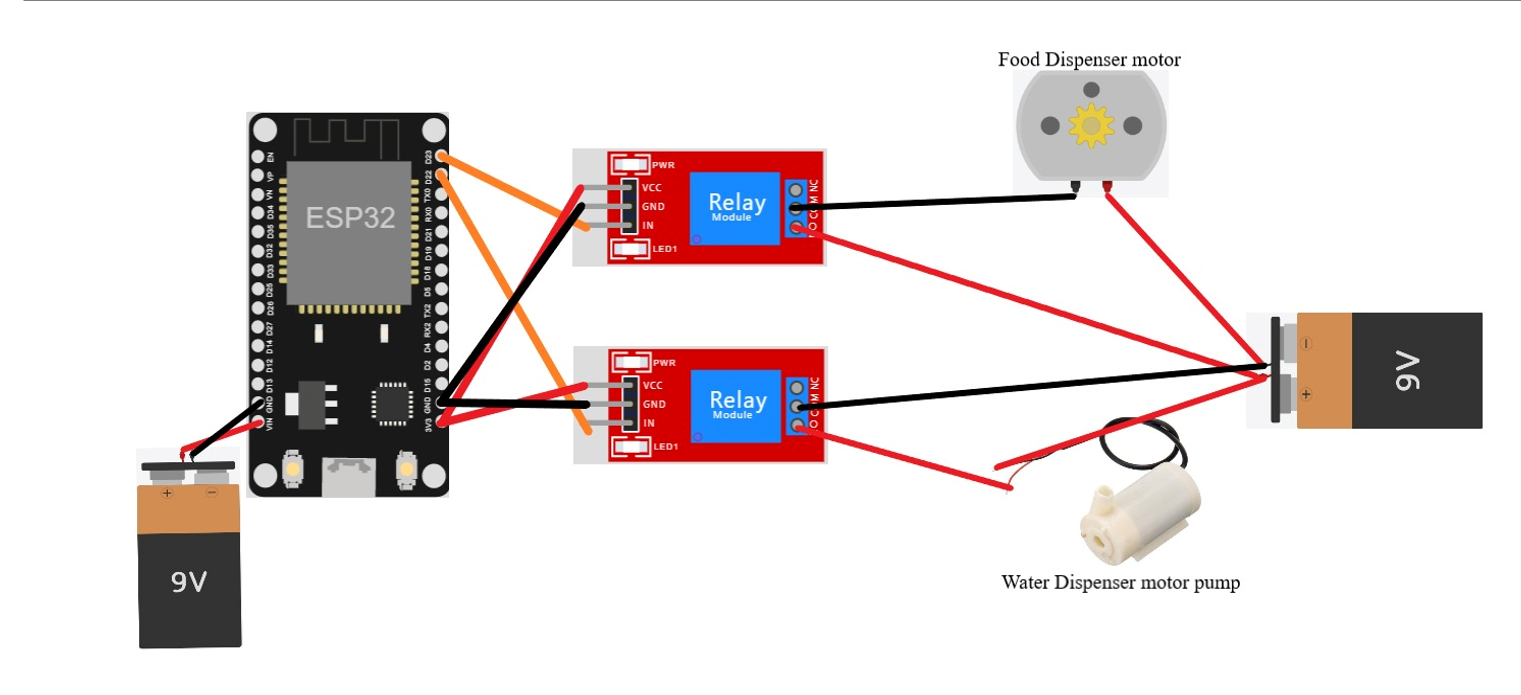 Food Dispenser motor
ESP32
EN
VP
VN
D34
D35
D32
D33
D25
D26
D27
D14
D12
D13
GND
VIN
D23
D22
TX0
RX0
D21
D19
D18
D5
TX2
RX2
D4
D2
D15
GND
3V3
PWR
VCC
GND
IN
LED1
Relay
Module
NC
COM
PWR
VCC
GND
IN
LED1
Relay
Module
NC
COM
-
+
9V
+
-
9V
Water Dispenser motor pump